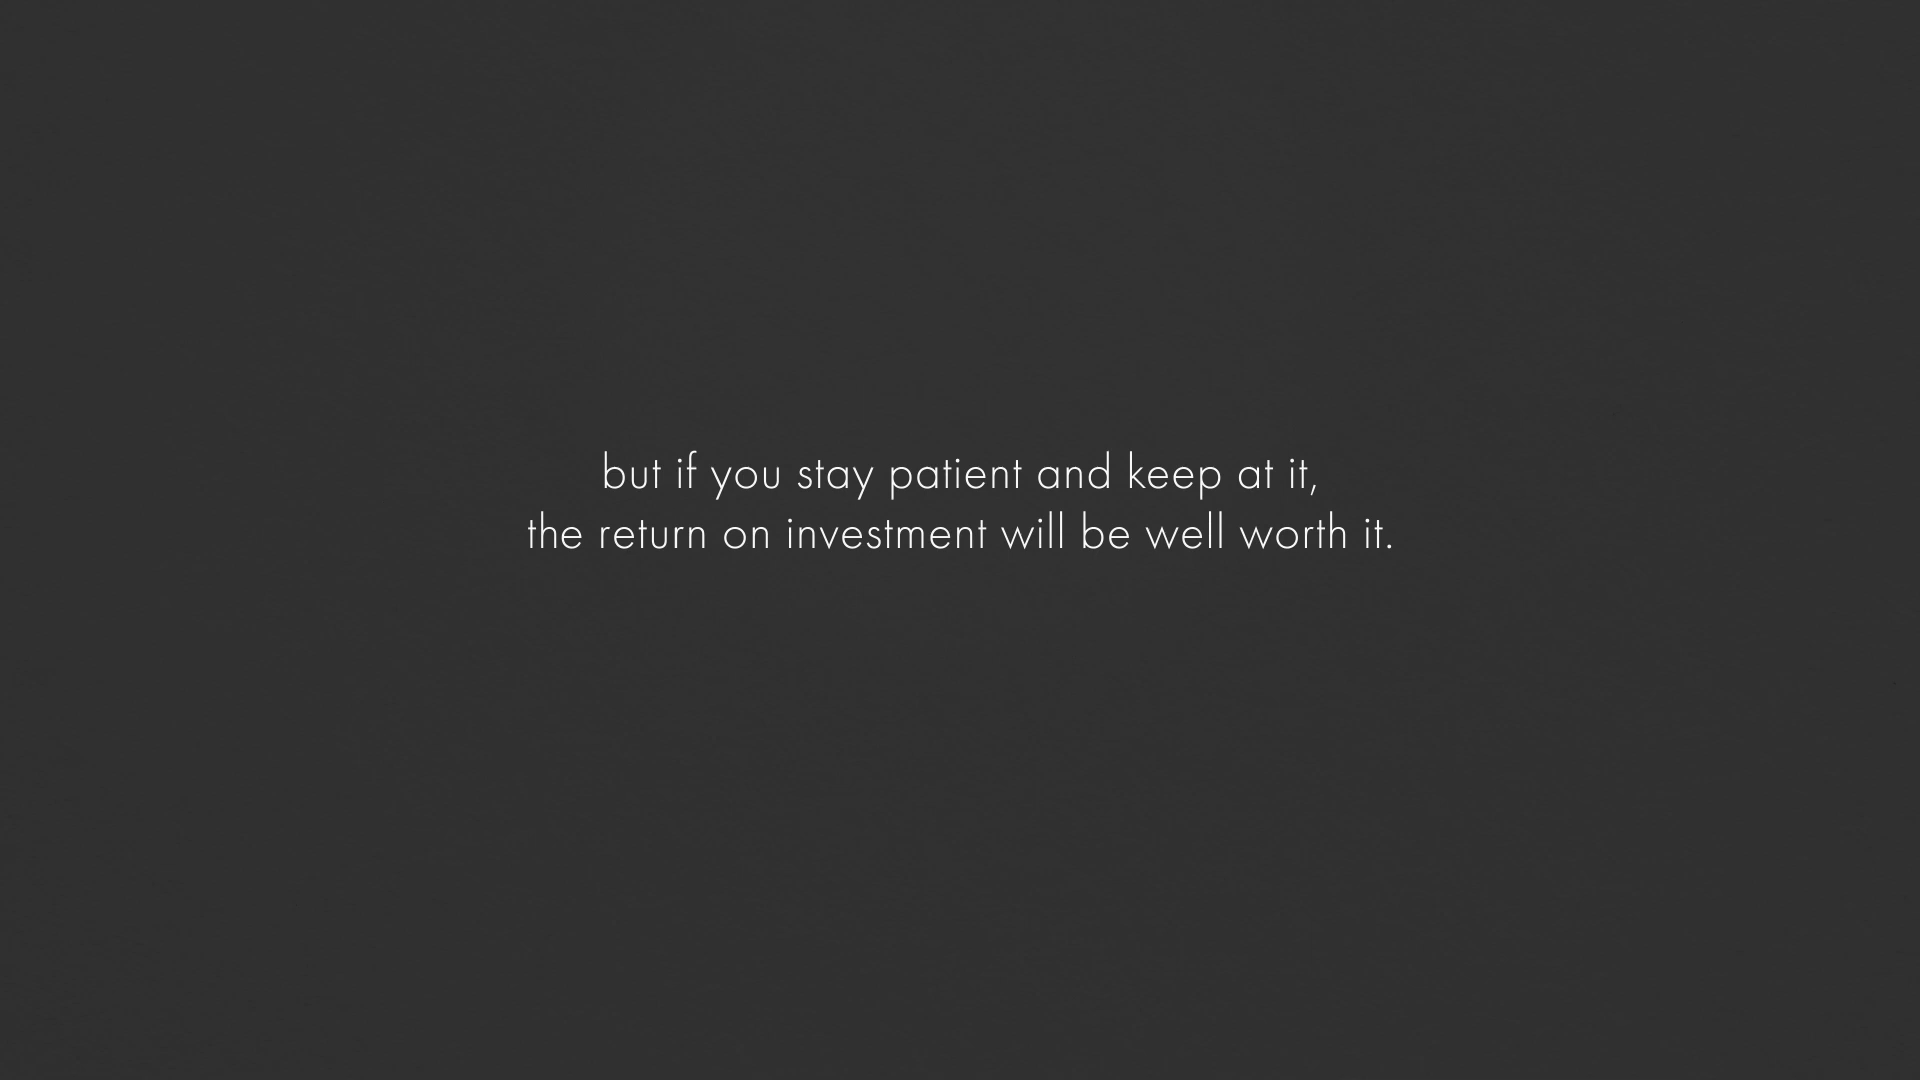 but if you stay patient and keep at it,
the return on investment will be well worth it.